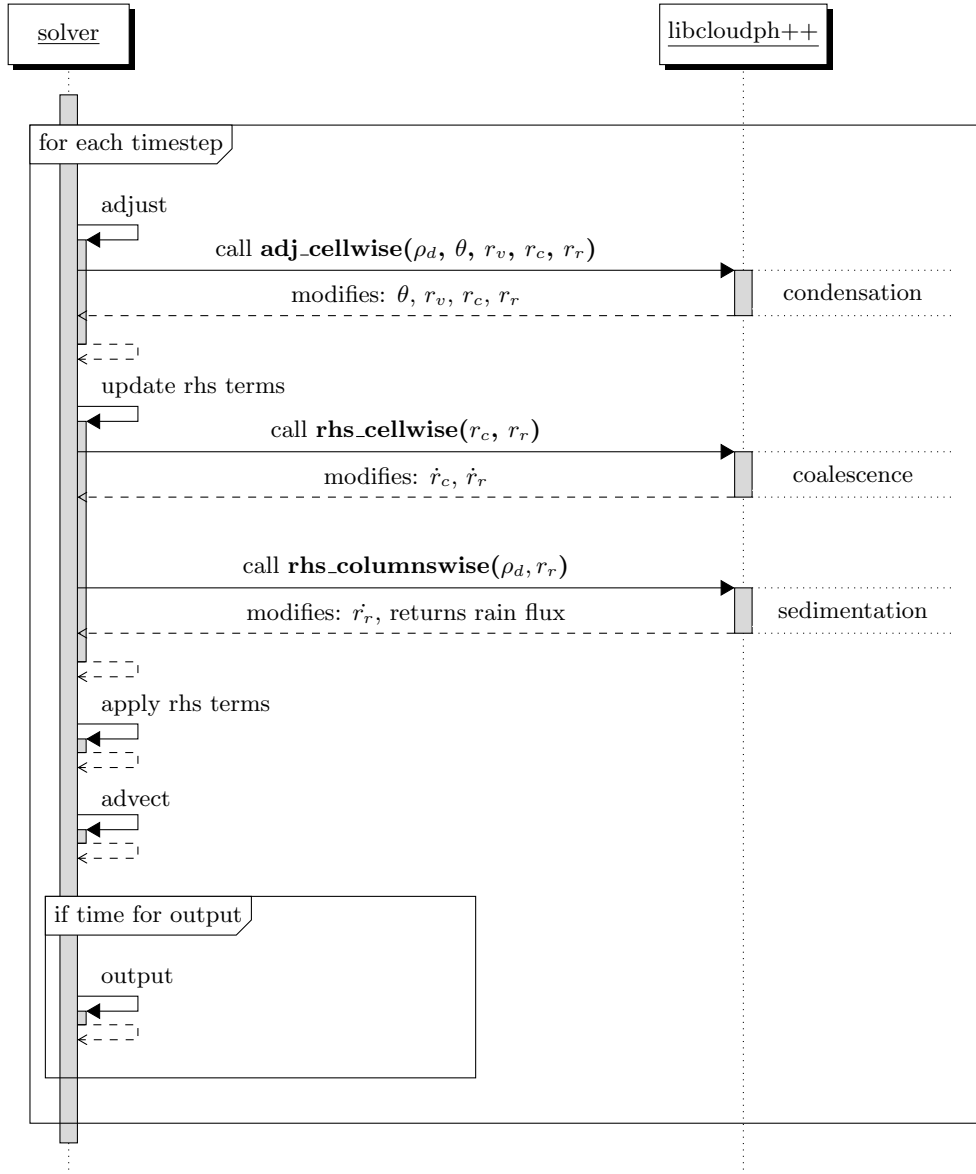 solver
libcloudph++
for each timestep
adjust
call adj_cellwise(ρ_d, θ, r_v, r_c, r_r)
modifies: θ, r_v, r_c, r_r
condensation
update rhs terms
call rhs_cellwise(r_c, r_r)
modifies: ṙ_c, ṙ_r
coalescence
call rhs_columnswise(ρ_d, r_r)
modifies: ṙ_r, returns rain flux
sedimentation
apply rhs terms
advect
if time for output
output